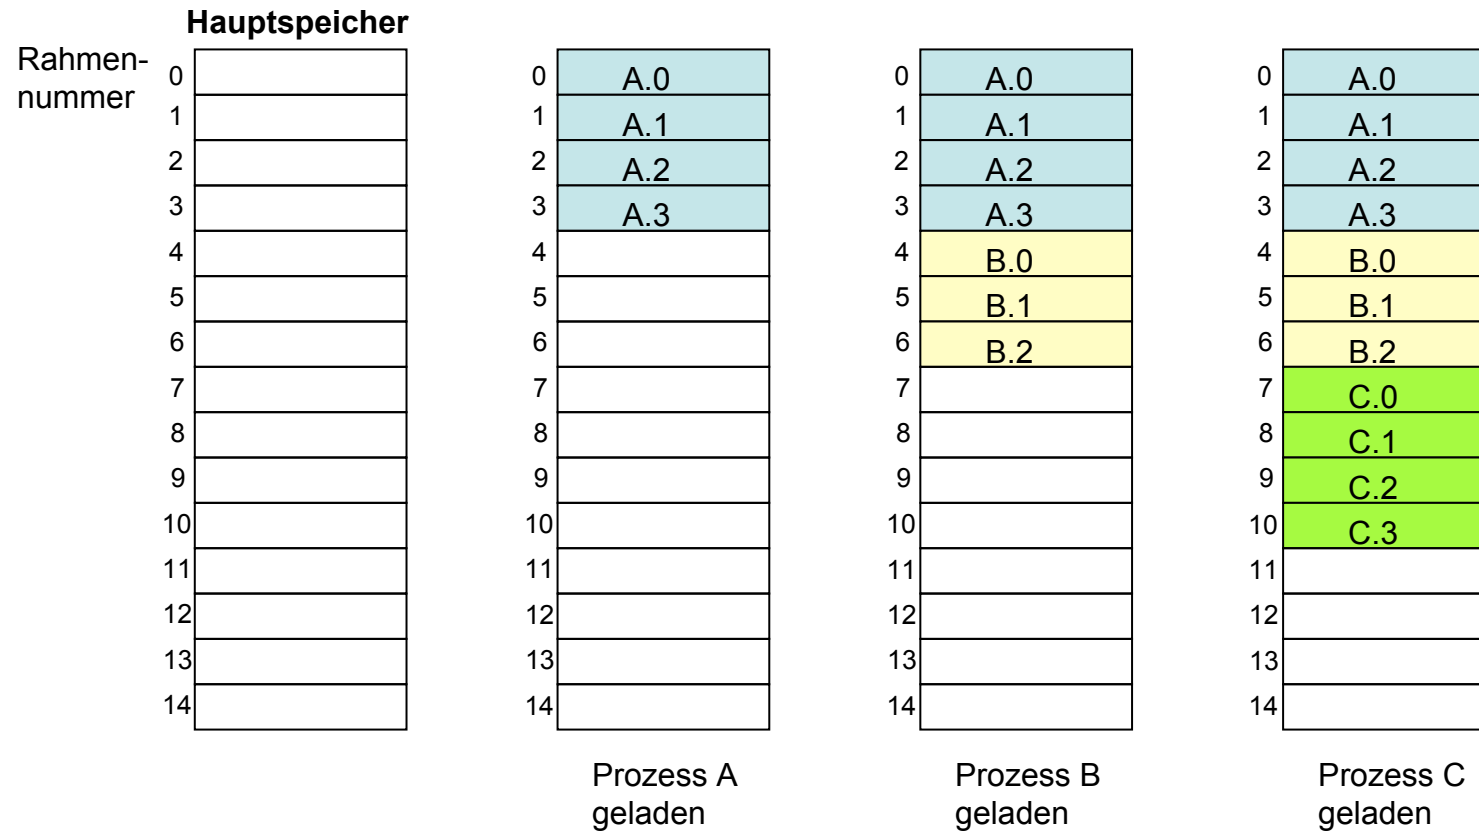 Hauptspeicher
Rahmen-
nummer
0 0 A.0 0 A.0 0 A.0
1 1 A.1 1 A.1 1 A.1
2 2 A.2 2 A.2 2 A.2
3 3 A.3 3 A.3 3 A.3
4 4 4 B.0 4 B.0
5 5 5 B.1 5 B.1
6 6 6 B.2 6 B.2
7 7 7 7 C.0
8 8 8 8 C.1
9 9 9 9 C.2
10 10 10 10 C.3
11 11 11 11
12 12 12 12
13 13 13 13
14 14 14 14
Prozess A
geladen
Prozess B
geladen
Prozess C
geladen